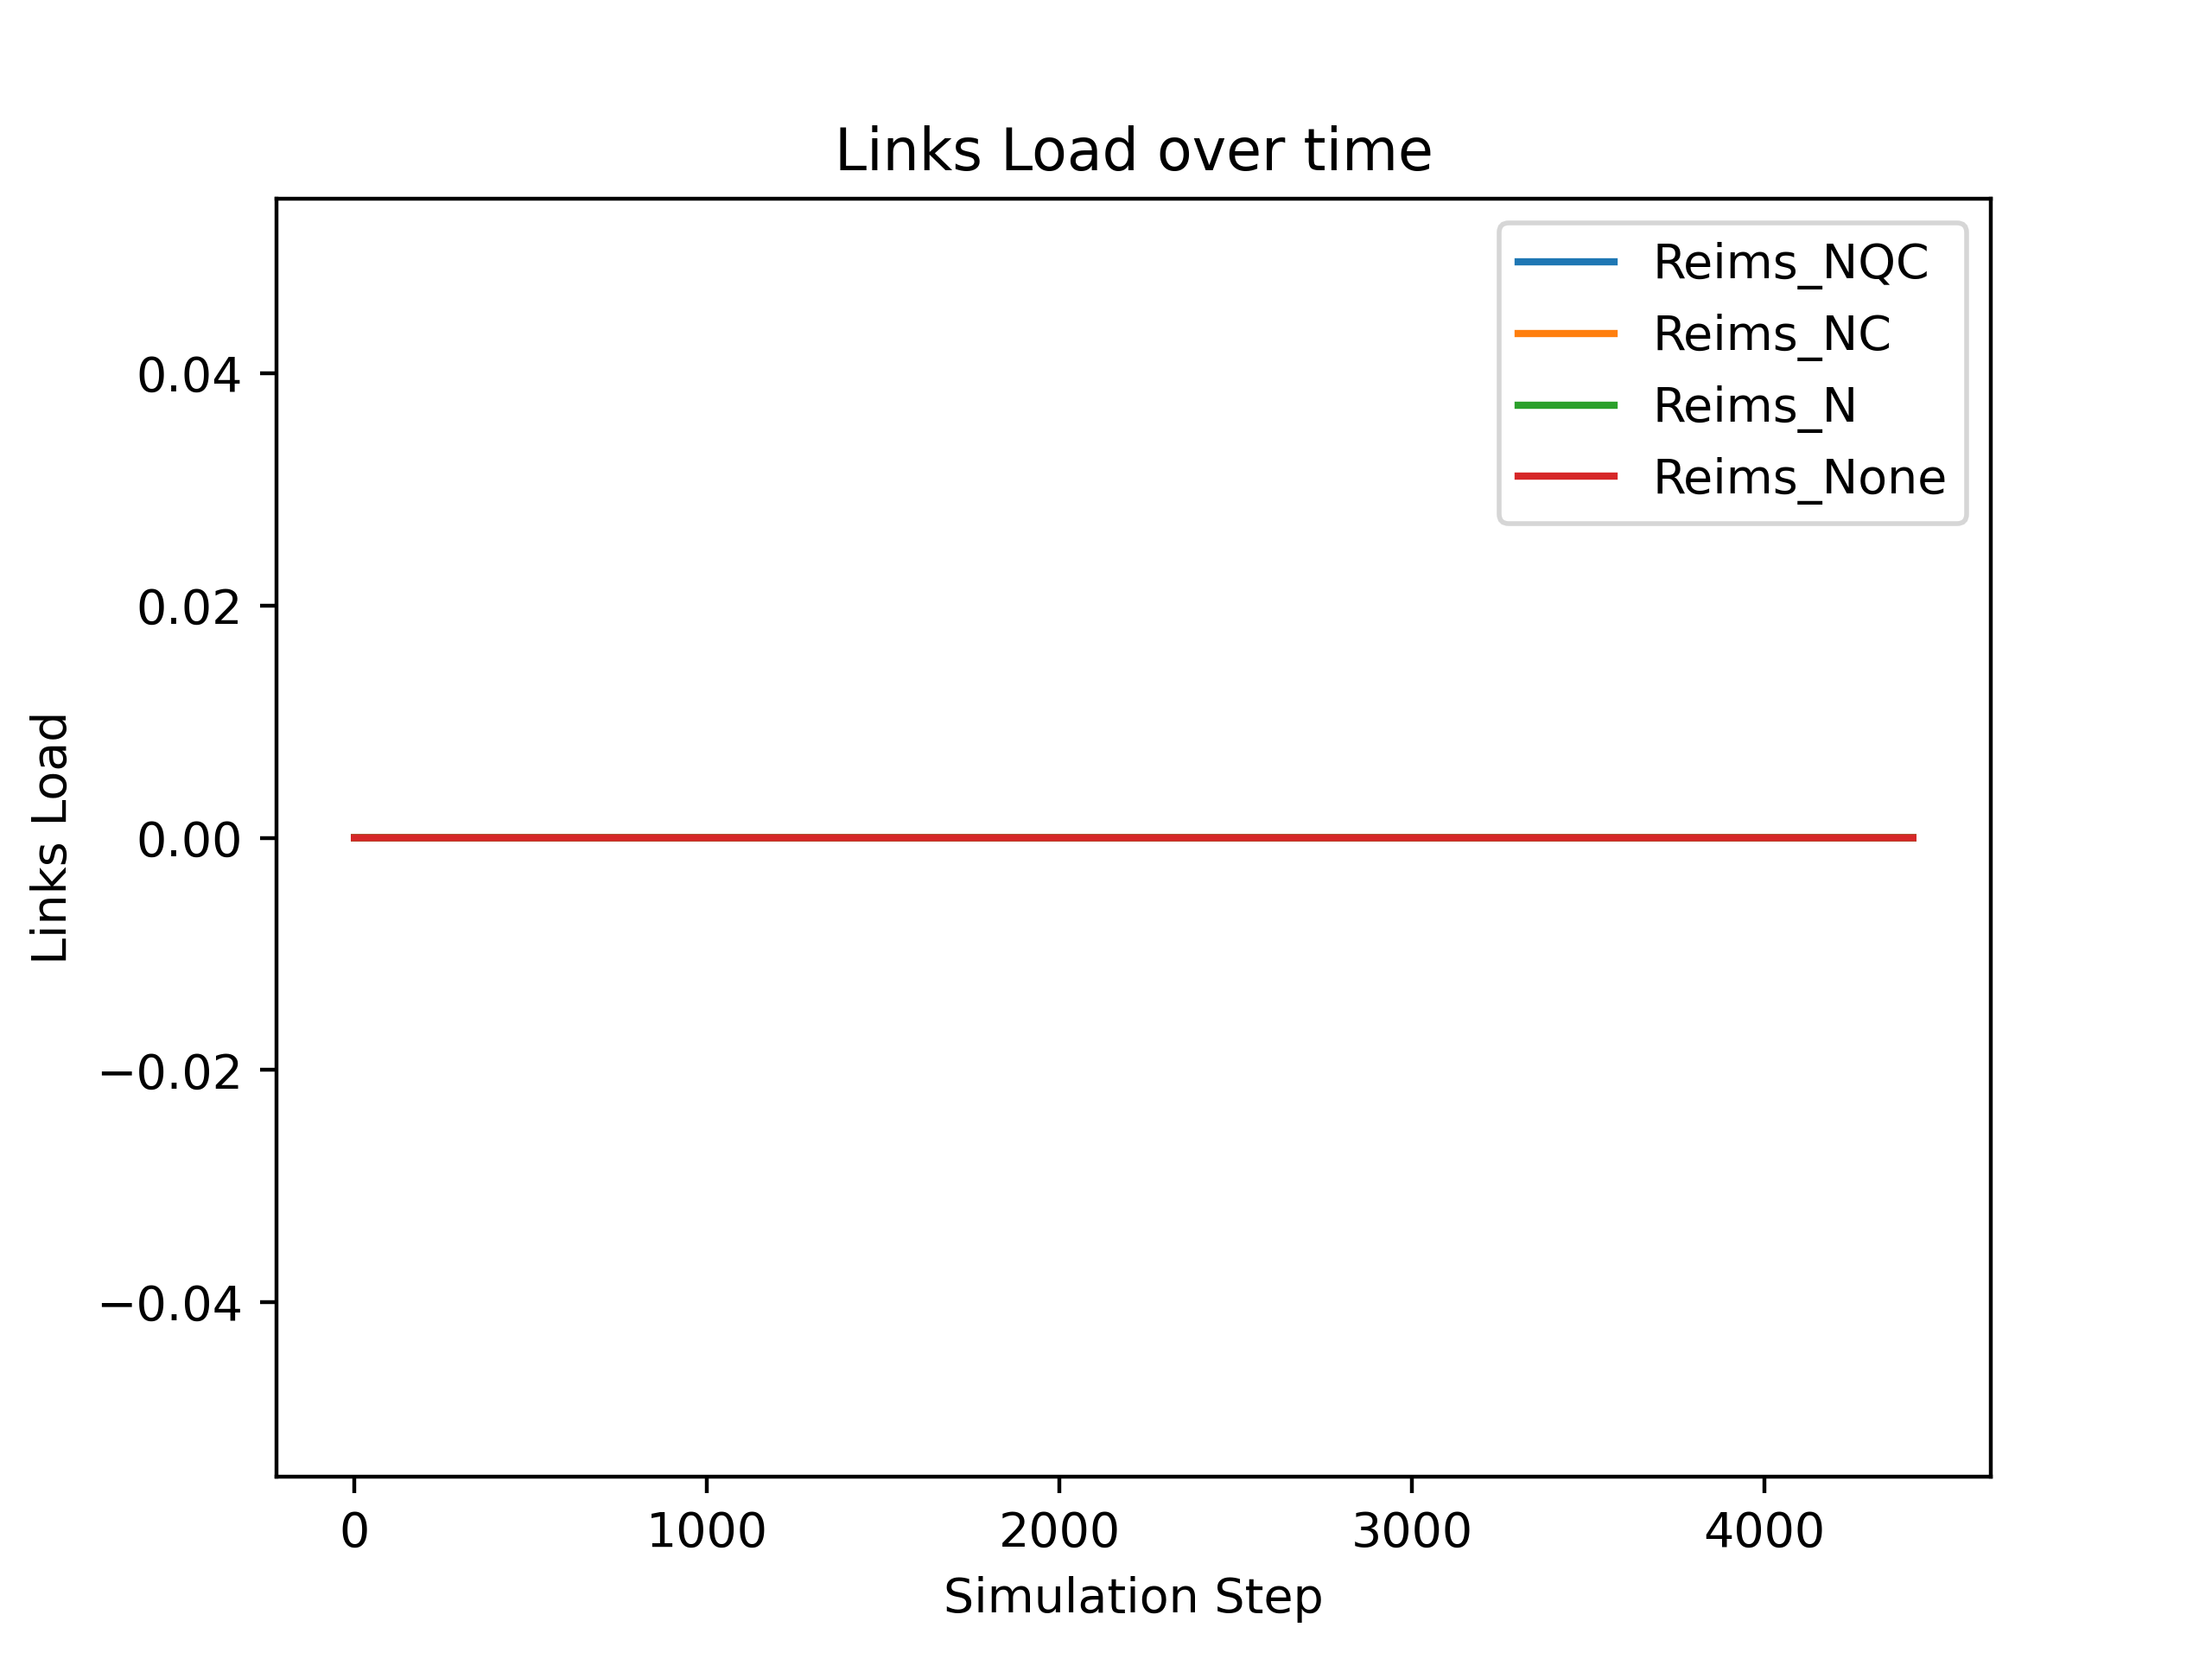 Links Load over time
Reims_NQC
Reims_NC
Reims_N
Reims_None
Links Load
0.04
0.02
0.00
−0.02
−0.04
0
1000
2000
3000
4000
Simulation Step